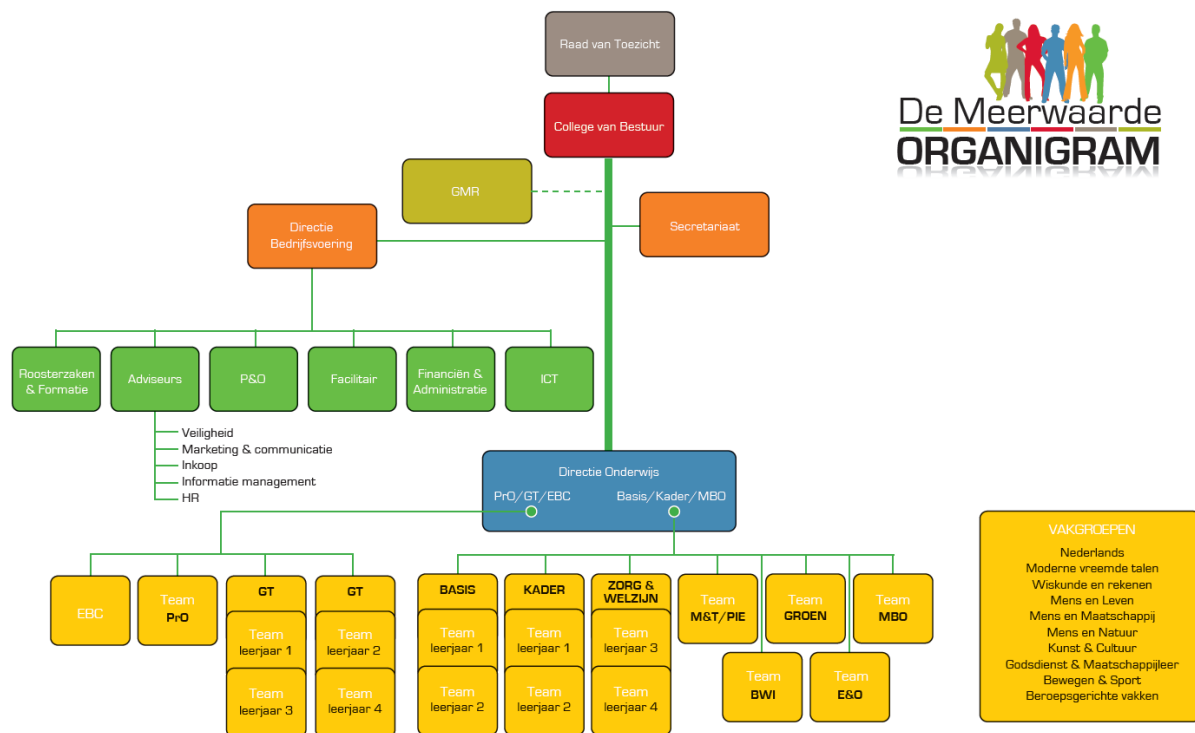 Raad van Toezicht
College van Bestuur
De Meerwaarde
ORGANIGRAM
GMR
Directie
Bedrijfsvoering
Secretariaat
Roosterzaken
& Formatie
Adviseurs
P&O
Facilitair
Financiën &
Administratie
ICT
Veiligheid
Marketing & communicatie
Inkoop
Informatie management
HR
Directie Onderwijs
PrO/GT/EBC
Basis/Kader/MBO
EBC
Team
PrO
GT
Team
leerjaar 1
Team
leerjaar 3
GT
Team
leerjaar 2
Team
leerjaar 4
BASIS
Team
leerjaar 1
Team
leerjaar 2
KADER
Team
leerjaar 1
Team
leerjaar 2
ZORG &
WELZIJN
Team
leerjaar 3
Team
leerjaar 4
Team
M&T/PIE
Team
BWI
Team
GROEN
Team
E&O
Team
MBO
VAKGROEPEN
Nederlands
Moderne vreemde talen
Wiskunde en rekenen
Mens en Leven
Mens en Maatschappij
Mens en Natuur
Kunst & Cultuur
Godsdienst & Maatschappijleer
Bewegen & Sport
Beroepsgerichte vakken